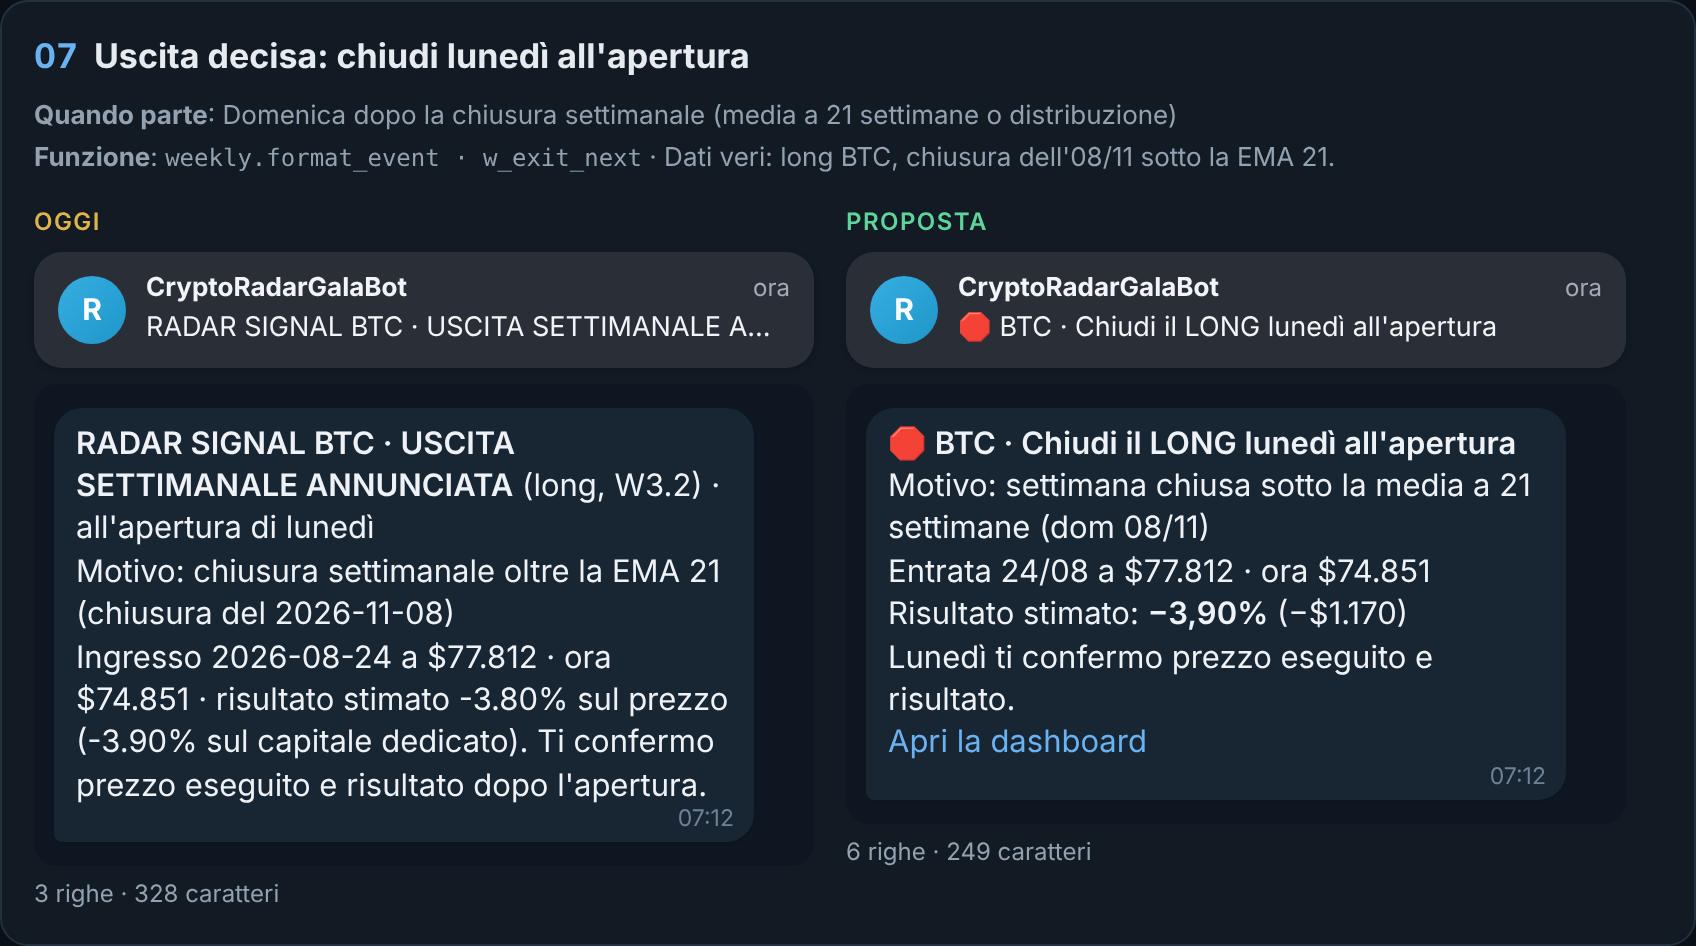 07 Uscita decisa: chiudi lunedì all'apertura
Quando parte: Domenica dopo la chiusura settimanale (media a 21 settimane o distribuzione)
Funzione: weekly.format_event · w_exit_next · Dati veri: long BTC, chiusura dell'08/11 sotto la EMA 21.
OGGI
R
CryptoRadarGalaBot
ora
RADAR SIGNAL BTC · USCITA SETTIMANALE A...
RADAR SIGNAL BTC · USCITA
SETTIMANALE ANNUNCIATA (long, W3.2) ·
all'apertura di lunedì
Motivo: chiusura settimanale oltre la EMA 21
(chiusura del 2026-11-08)
Ingresso 2026-08-24 a $77.812 · ora
$74.851 · risultato stimato -3.80% sul prezzo
(-3.90% sul capitale dedicato). Ti confermo
prezzo eseguito e risultato dopo l'apertura.
07:12
3 righe · 328 caratteri
PROPOSTA
R
CryptoRadarGalaBot
ora
🛑 BTC · Chiudi il LONG lunedì all'apertura
🛑 BTC · Chiudi il LONG lunedì all'apertura
Motivo: settimana chiusa sotto la media a 21
settimane (dom 08/11)
Entrata 24/08 a $77.812 · ora $74.851
Risultato stimato: −3,90% (−$1.170)
Lunedì ti confermo prezzo eseguito e
risultato.
Apri la dashboard
07:12
6 righe · 249 caratteri